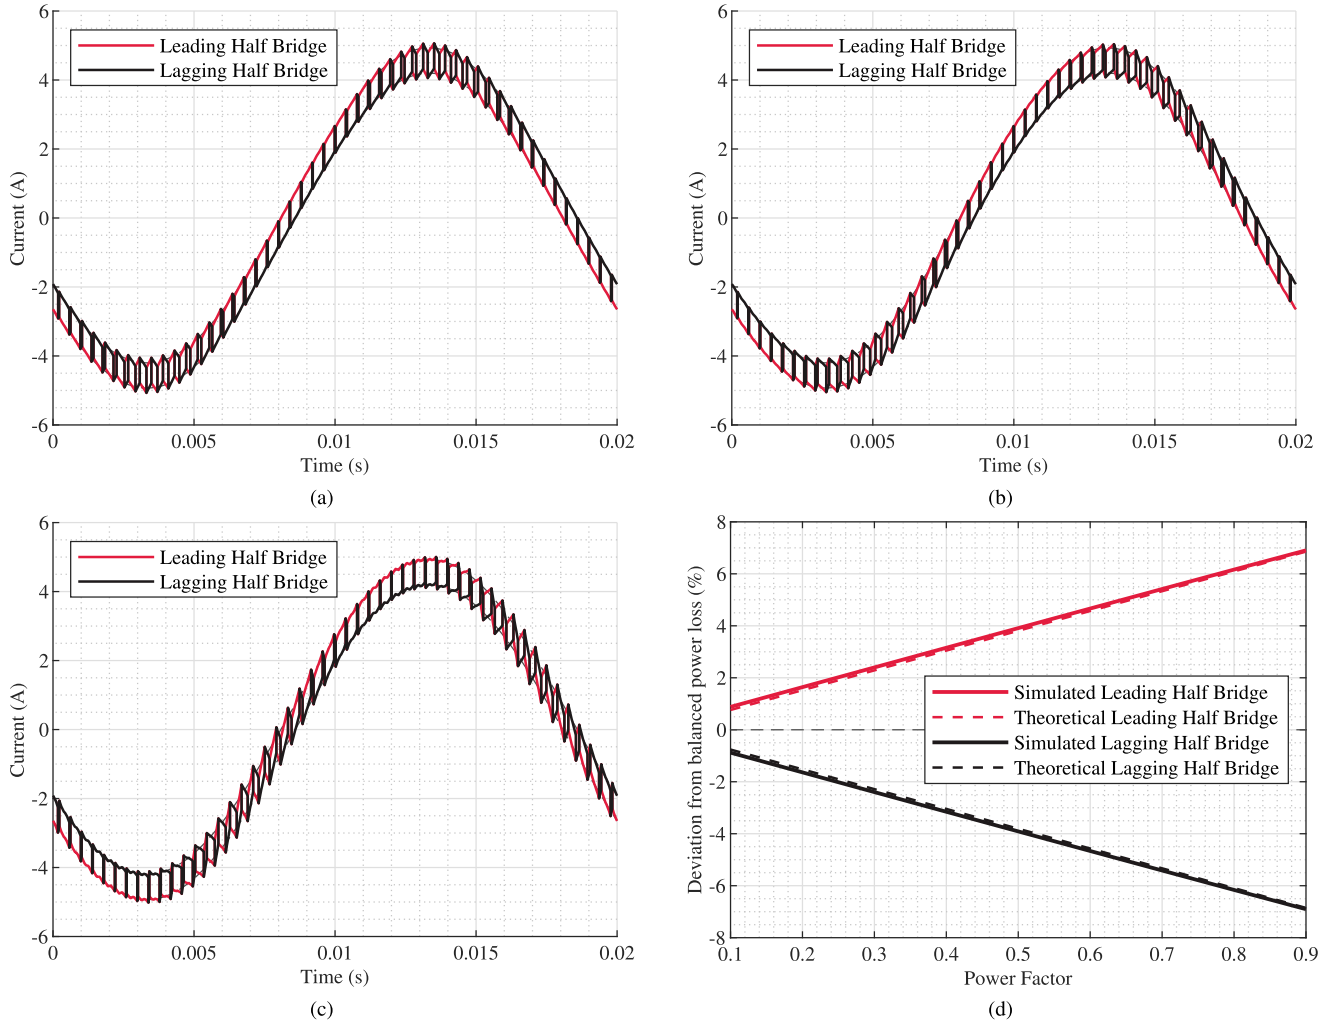 6
4
2
0
-2
-4
-6
Current (A)
Leading Half Bridge
Lagging Half Bridge
0
0.005
0.01
0.015
0.02
Time (s)
(a)
6
4
2
0
-2
-4
-6
Current (A)
Leading Half Bridge
Lagging Half Bridge
0
0.005
0.01
0.015
0.02
Time (s)
(b)
6
4
2
0
-2
-4
-6
Current (A)
Leading Half Bridge
Lagging Half Bridge
0
0.005
0.01
0.015
0.02
Time (s)
(c)
8
6
4
2
0
-2
-4
-6
-8
Deviation from balanced power loss (%)
Simulated Leading Half Bridge
Theoretical Leading Half Bridge
Simulated Lagging Half Bridge
Theoretical Lagging Half Bridge
0.1
0.2
0.3
0.4
0.5
0.6
0.7
0.8
0.9
Power Factor
(d)